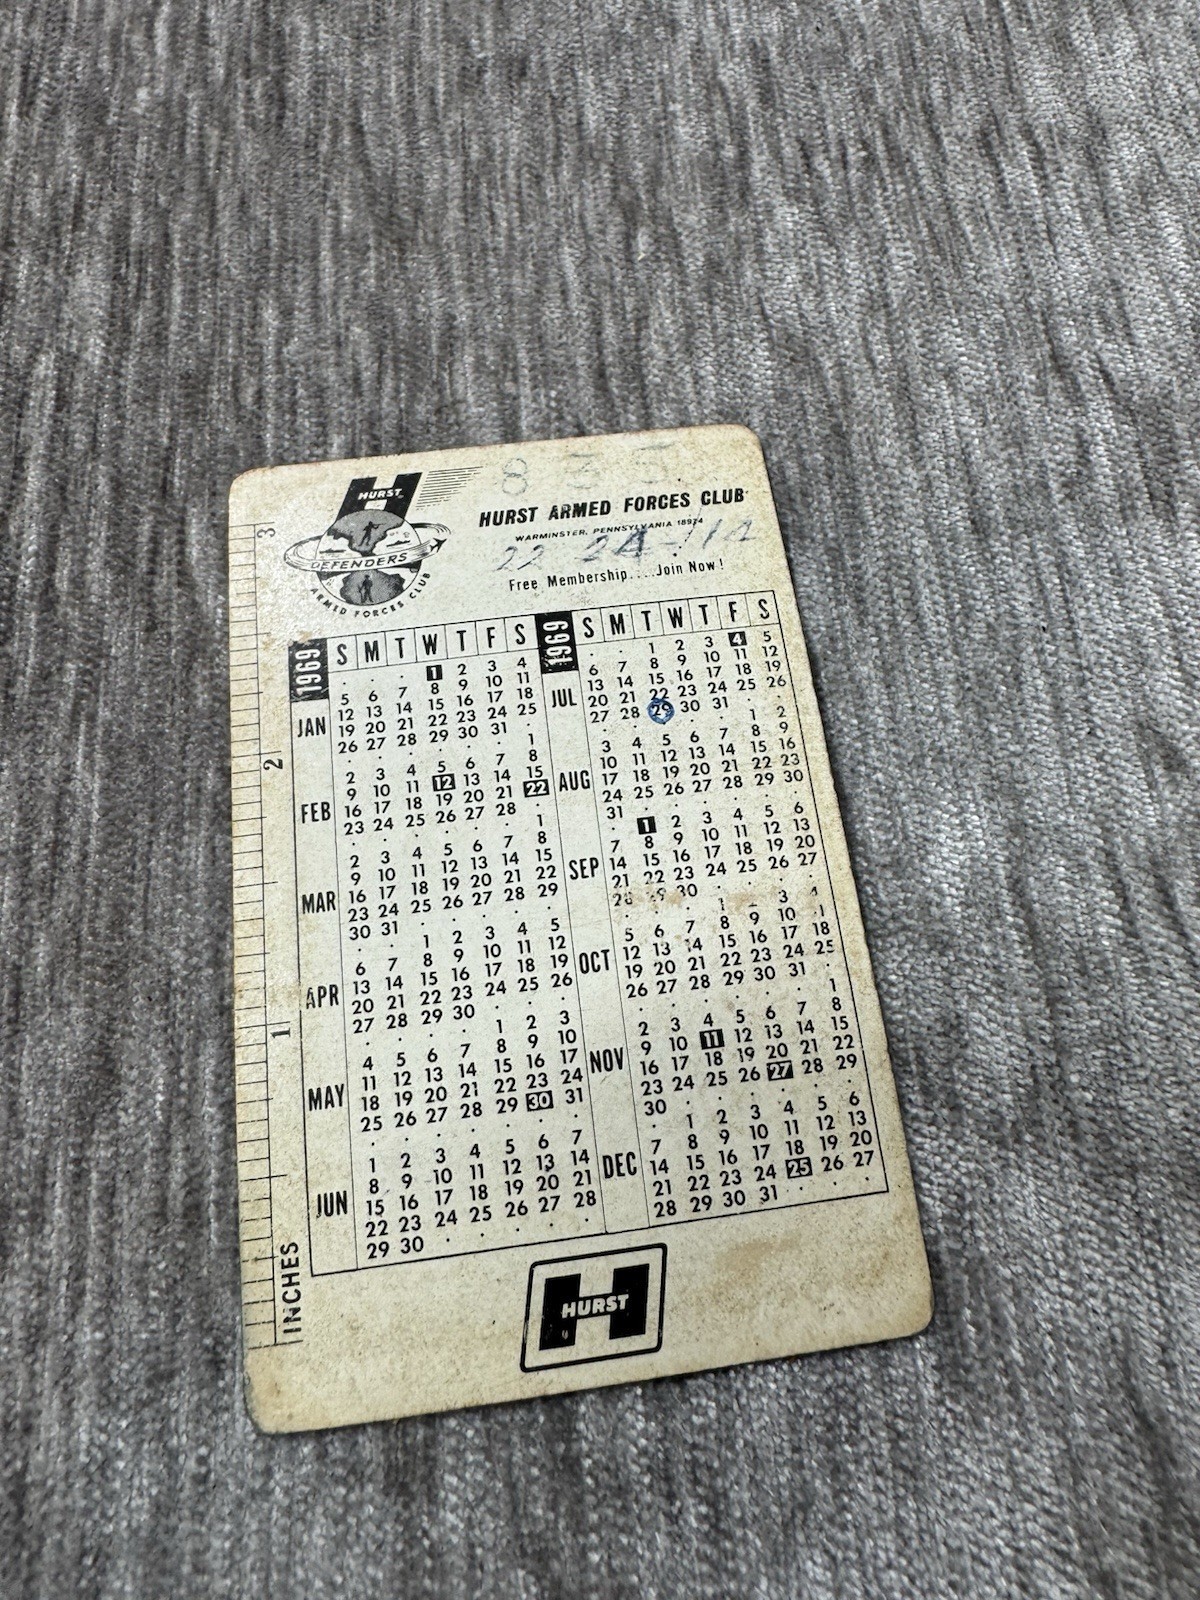 HURST
DEFENDERS
ARMED FORCES CLUB
HURST ARMED FORCES CLUB
WARMINSTER, PENNSYLVANIA 18974
Free Membership....Join Now!
3
2
1
INCHES
1969 S M T W T F S
JAN
. . . 1 2 3 4
5 6 7 8 9 10 11
12 13 14 15 16 17 18
19 20 21 22 23 24 25
26 27 28 29 30 31 .
FEB
. . . . . . 1
2 3 4 5 6 7 8
9 10 11 12 13 14 15
16 17 18 19 20 21 22
23 24 25 26 27 28 .
MAR
. . . . . . 1
2 3 4 5 6 7 8
9 10 11 12 13 14 15
16 17 18 19 20 21 22
23 24 25 26 27 28 29
30 31 . . . . .
APR
. . 1 2 3 4 5
6 7 8 9 10 11 12
13 14 15 16 17 18 19
20 21 22 23 24 25 26
27 28 29 30 . . .
MAY
. . . . 1 2 3
4 5 6 7 8 9 10
11 12 13 14 15 16 17
18 19 20 21 22 23 24
25 26 27 28 29 30 31
JUN
1 2 3 4 5 6 7
8 9 10 11 12 13 14
15 16 17 18 19 20 21
22 23 24 25 26 27 28
29 30 . . . . .
1969 S M T W T F S
JUL
. . 1 2 3 4 5
6 7 8 9 10 11 12
13 14 15 16 17 18 19
20 21 22 23 24 25 26
27 28 29 30 31 . .
AUG
. . . . . 1 2
3 4 5 6 7 8 9
10 11 12 13 14 15 16
17 18 19 20 21 22 23
24 25 26 27 28 29 30
31 . . . . . .
SEP
. 1 2 3 4 5 6
7 8 9 10 11 12 13
14 15 16 17 18 19 20
21 22 23 24 25 26 27
28 29 30 . . . .
OCT
. . . 1 2 3 4
5 6 7 8 9 10 11
12 13 14 15 16 17 18
19 20 21 22 23 24 25
26 27 28 29 30 31 .
NOV
. . . . . . 1
2 3 4 5 6 7 8
9 10 11 12 13 14 15
16 17 18 19 20 21 22
23 24 25 26 27 28 29
30 . . . . . .
DEC
. 1 2 3 4 5 6
7 8 9 10 11 12 13
14 15 16 17 18 19 20
21 22 23 24 25 26 27
28 29 30 31 . . .
HURST